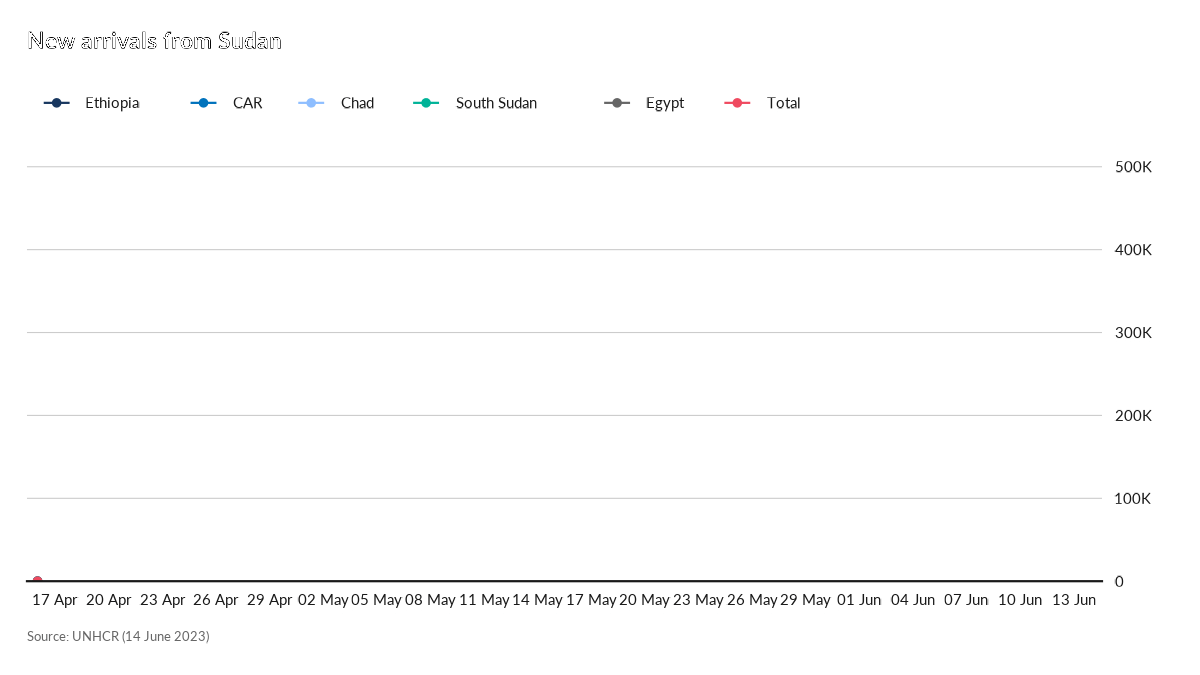 New arrivals from Sudan
Ethiopia CAR Chad South Sudan Egypt Total
500K
400K
300K
200K
100K
0
17 Apr 20 Apr 23 Apr 26 Apr 29 Apr 02 May 05 May 08 May 11 May 14 May 17 May 20 May 23 May 26 May 29 May 01 Jun 04 Jun 07 Jun 10 Jun 13 Jun
Source: UNHCR (14 June 2023)